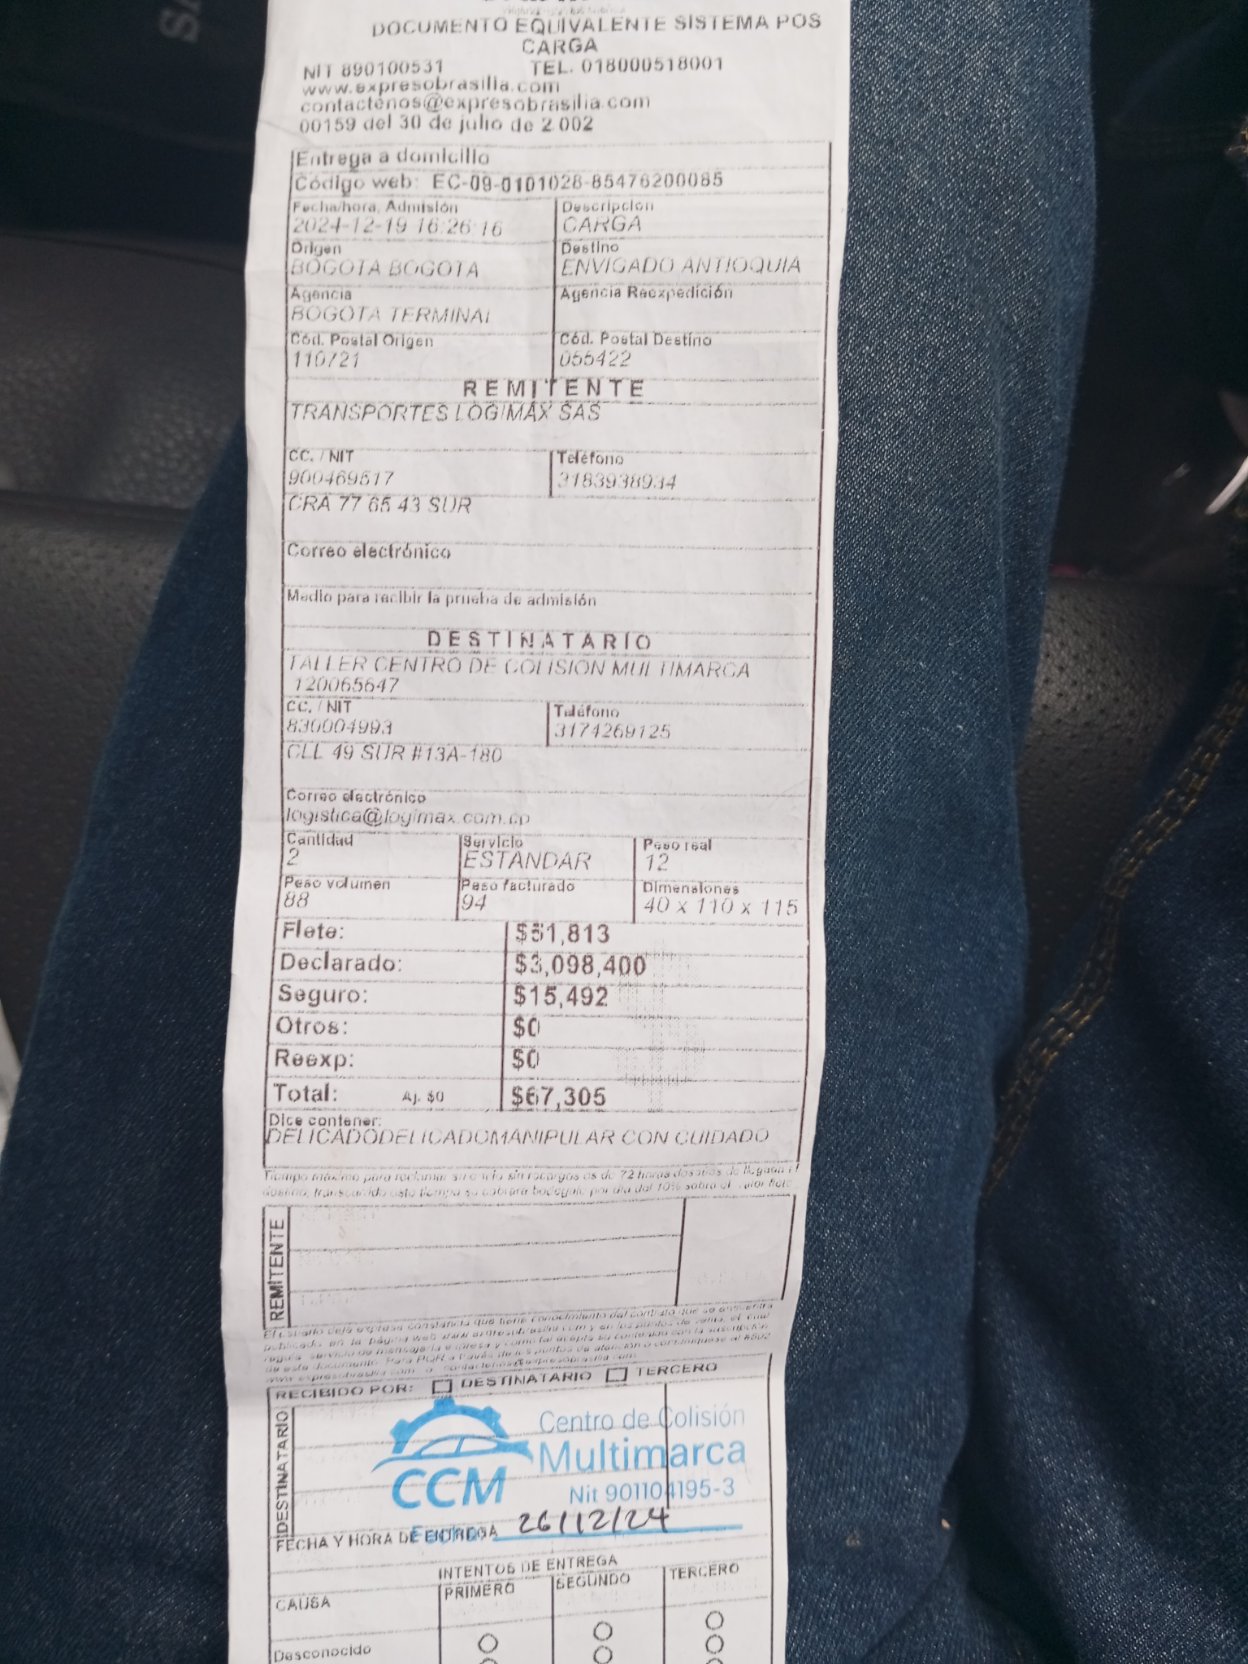 DOCUMENTO EQUIVALENTE SISTEMA POS
CARGA
NIT 890100531 TEL. 018000518001
www.expresobrasilia.com
contactenos@expresobrasilia.com
00159 del 30 de julio de 2.002
Entrega a domicilio
Código web: EC-09-0101028-85476200085
Fecha/hora, Admisión Descripción
2024-12-19 16:26:16 CARGA
Origen Destino
BOGOTA BOGOTA ENVIGADO ANTIOQUIA
Agencia Agencia Reexpedición
BOGOTA TERMINAL
Cód. Postal Origen Cód. Postal Destino
110721 055422
REMITENTE
TRANSPORTES LOGIMAX SAS
CC. / NIT Teléfono
900469517 3183938934
CRA 77 65 43 SUR
Correo electrónico
Medio para recibir la prueba de admisión
DESTINATARIO
TALLER CENTRO DE COLISION MULTIMARCA
120065647
CC. / NIT Teléfono
830004993 3174269125
CLL 49 SUR #13A-180
Correo electrónico
logistica@logimax.com.cp
Cantidad Servicio Peso real
2 ESTANDAR 12
Peso volumen Peso facturado Dimensiones
88 94 40 x 110 x 115
Flete: $51,813
Declarado: $3,098,400
Seguro: $15,492
Otros: $0
Reexp: $0
Total: Aj. $0 $67,305
Dice contener:
DELICADODELICADOMANIPULAR CON CUIDADO
REMITENTE
RECIBIDO POR: DESTINATARIO TERCERO
DESTINATARIO
Centro de Colisión
Multimarca
CCM
Nit 901104195-3
FECHA Y HORA DE ENTREGA 26/12/24
INTENTOS DE ENTREGA
CAUSA PRIMERO SEGUNDO TERCERO
Desconocido